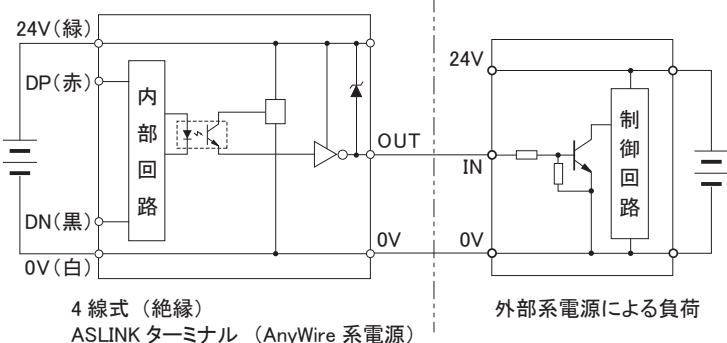 24V(緑)
DP(赤)
内部回路
DN(黒)
0V(白)
OUT
0V
24V
IN
0V
制御回路
4 線式 (絶縁)
ASLINK ターミナル (AnyWire 系電源)
外部系電源による負荷